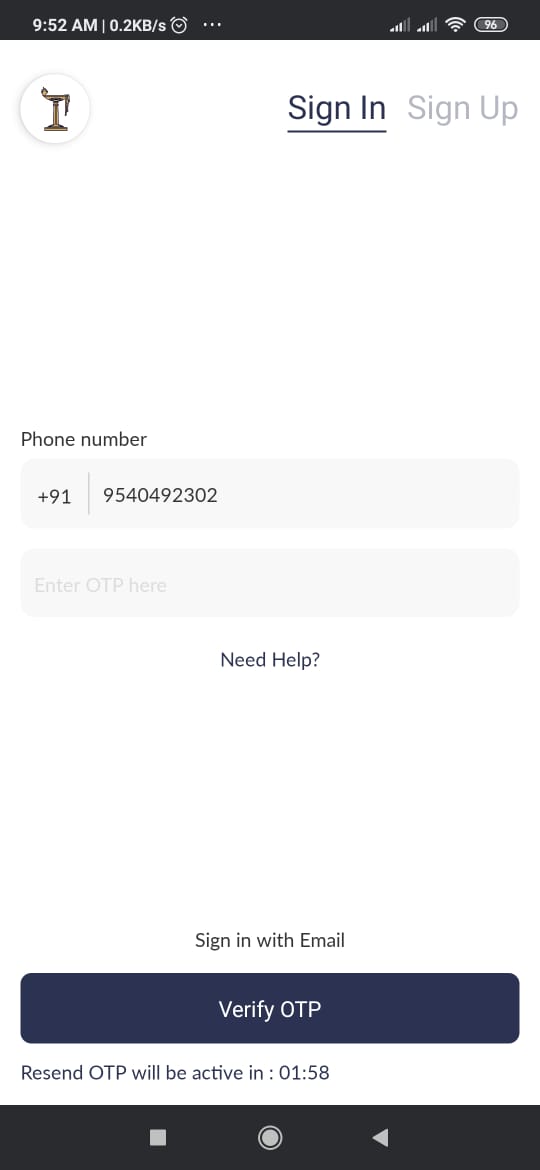 9:52 AM | 0.2KB/s ...
96
Sign In Sign Up
Phone number
+91 9540492302
Enter OTP here
Need Help?
Sign in with Email
Verify OTP
Resend OTP will be active in : 01:58